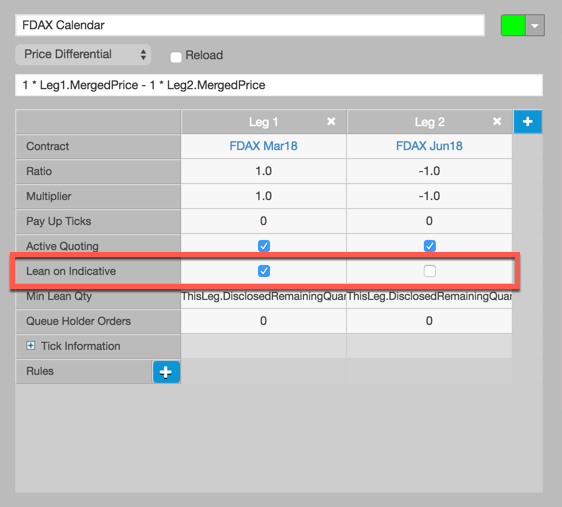 FDAX Calendar
Price Differential Reload
1 * Leg1.MergedPrice - 1 * Leg2.MergedPrice
Leg 1 Leg 2
Contract FDAX Mar18 FDAX Jun18
Ratio 1.0 -1.0
Multiplier 1.0 -1.0
Pay Up Ticks 0 0
Active Quoting
Lean on Indicative
Min Lean Qty ThisLeg.DisclosedRemainingQuar ThisLeg.DisclosedRemainingQuar
Queue Holder Orders 0 0
Tick Information
Rules